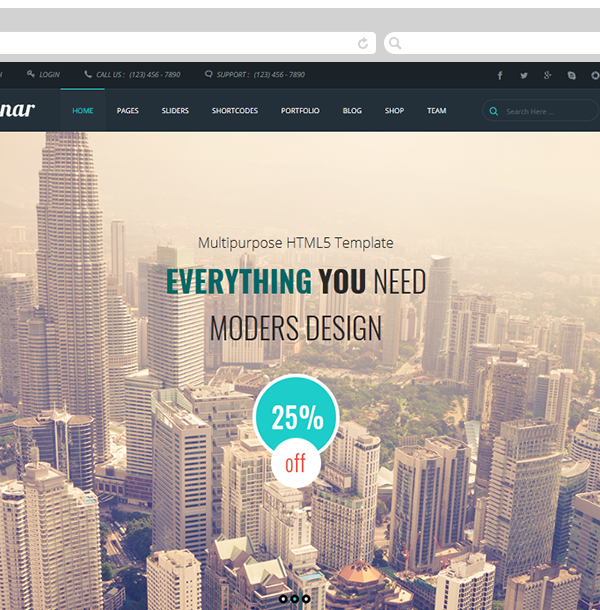 LOGIN CALL US : (123) 456 - 7890 SUPPORT : (123) 456 - 7890
nar HOME PAGES SLIDERS SHORTCODES PORTFOLIO BLOG SHOP TEAM Search Here ...
Multipurpose HTML5 Template
EVERYTHING YOU NEED
MODERS DESIGN
25%
off